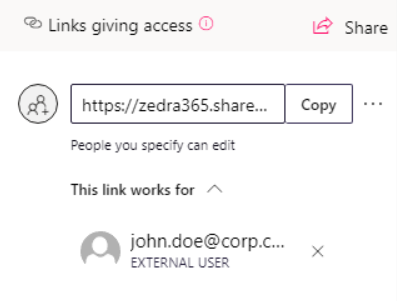 Links giving access
Share
https://zedra365.share...
Copy
People you specify can edit
This link works for
john.doe@corp.c...
EXTERNAL USER